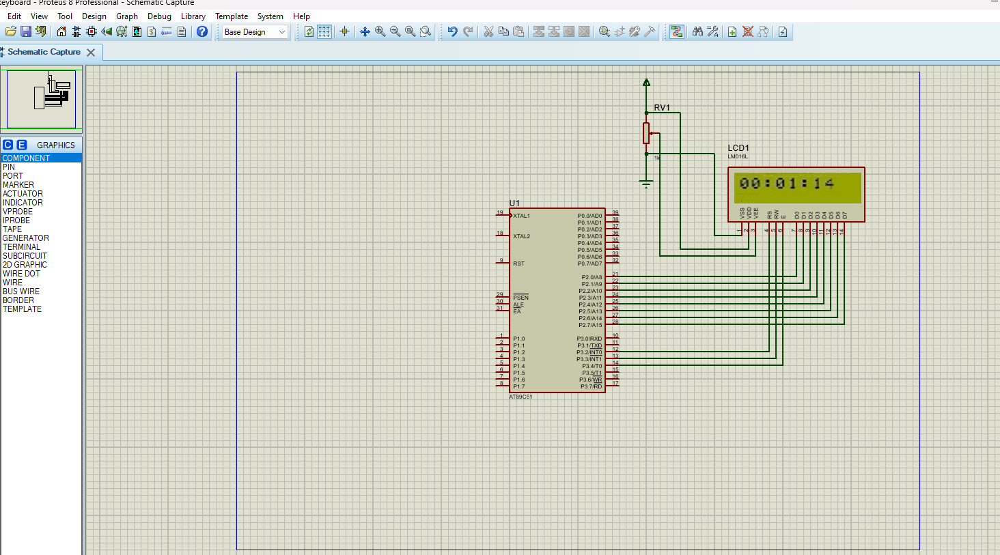 eyboard - Proteus 8 Professional - Schematic Capture
Edit View Tool Design Graph Debug Library Template System Help
Base Design
Schematic Capture
C E GRAPHICS
COMPONENT
PIN
PORT
MARKER
ACTUATOR
INDICATOR
VPROBE
IPROBE
TAPE
GENERATOR
TERMINAL
SUBCIRCUIT
2D GRAPHIC
WIRE DOT
WIRE
BUS WIRE
BORDER
TEMPLATE
RV1
1k
LCD1
LM016L
00:01:14
VSS VDD VEE RS RW E D0 D1 D2 D3 D4 D5 D6 D7
1 2 3 4 5 6 7 8 9 10 11 12 13 14
U1
19 XTAL1 P0.0/AD0 39
P0.1/AD1 38
P0.2/AD2 37
18 XTAL2 P0.3/AD3 36
P0.4/AD4 35
P0.5/AD5 34
P0.6/AD6 33
9 RST P0.7/AD7 32
P2.0/A8 21
P2.1/A9 22
P2.2/A10 23
29 PSEN P2.3/A11 24
30 ALE P2.4/A12 25
31 EA P2.5/A13 26
P2.6/A14 27
P2.7/A15 28
1 P1.0 P3.0/RXD 10
2 P1.1 P3.1/TXD 11
3 P1.2 P3.2/INT0 12
4 P1.3 P3.3/INT1 13
5 P1.4 P3.4/T0 14
6 P1.5 P3.5/T1 15
7 P1.6 P3.6/WR 16
8 P1.7 P3.7/RD 17
AT89C51